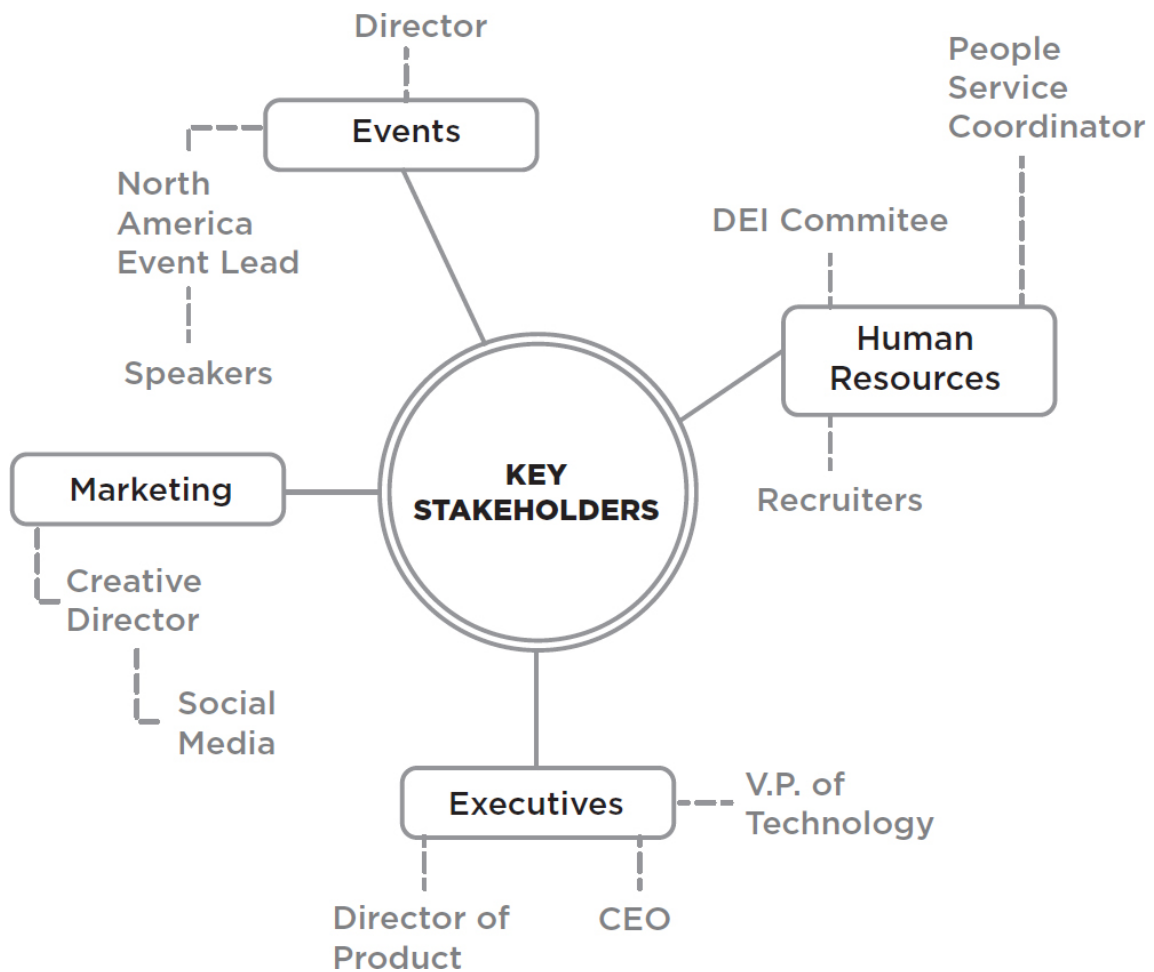 Director
Events
North
America
Event Lead
Speakers
People
Service
Coordinator
DEI Commitee
Human
Resources
Recruiters
KEY
STAKEHOLDERS
Marketing
Creative
Director
Social
Media
Executives
V.P. of
Technology
Director of
Product
CEO